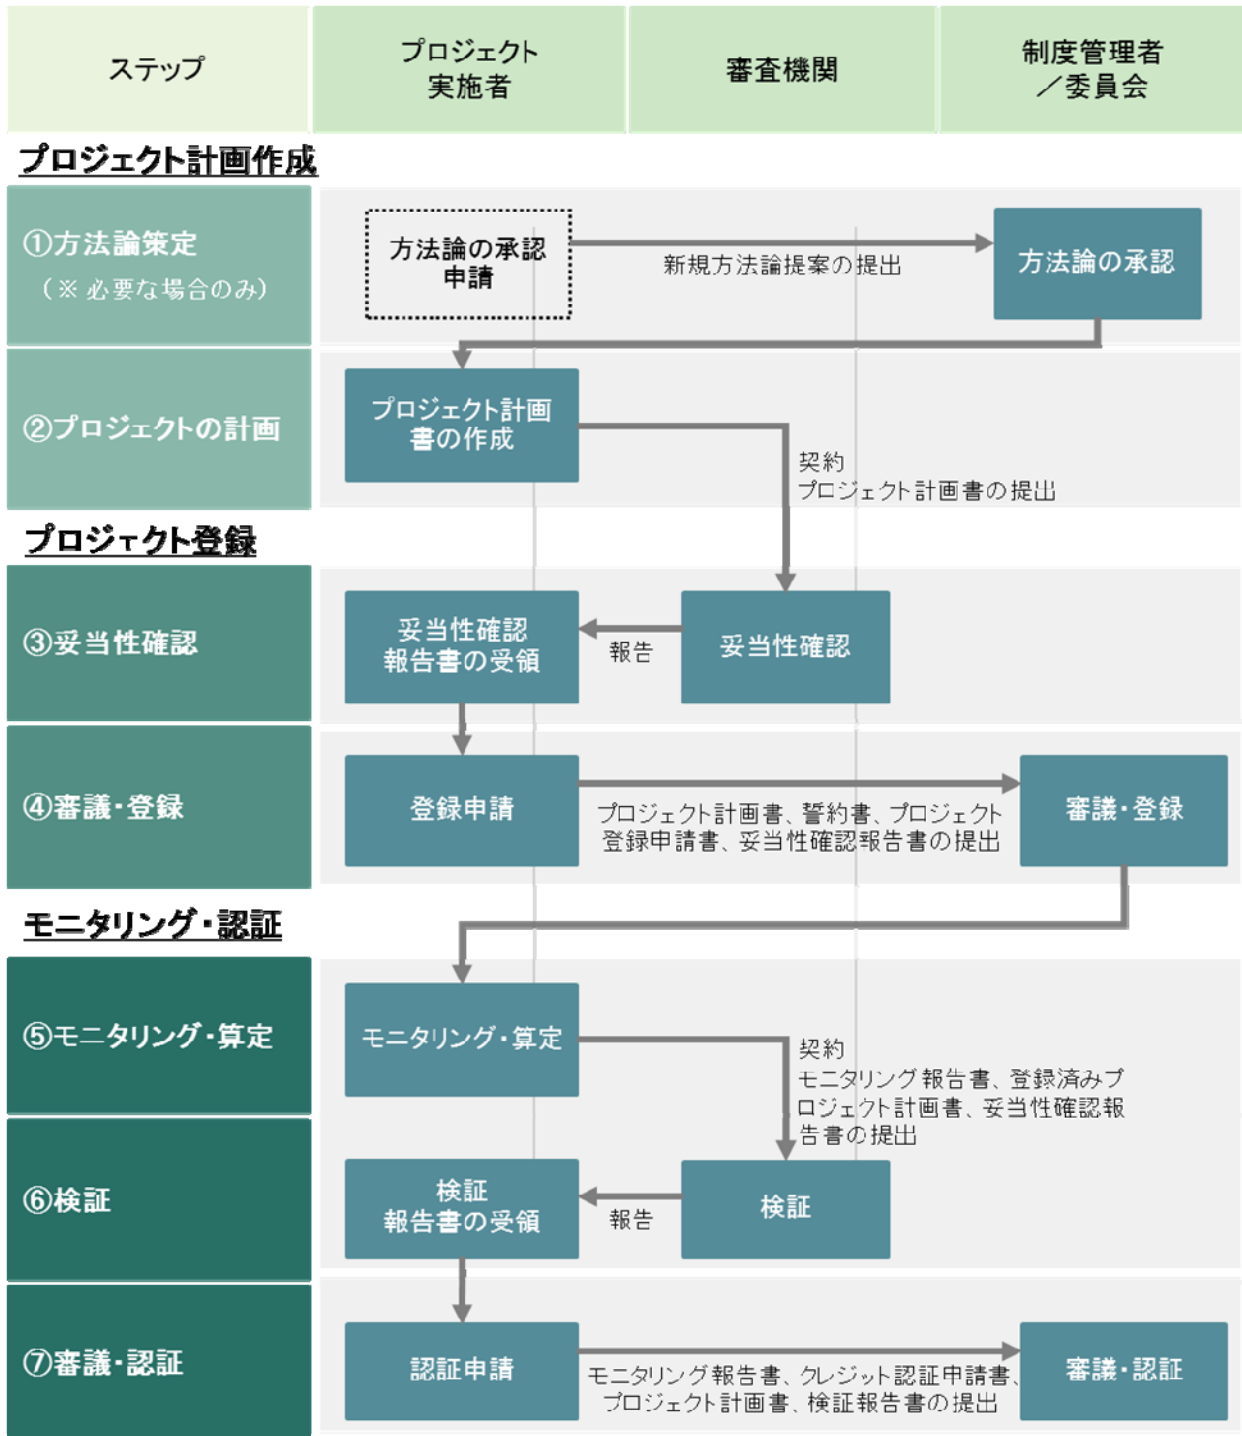 ステップ
プロジェクト
実施者
審査機関
制度管理者
／委員会
プロジェクト計画作成
①方法論策定
（※ 必要な場合のみ）
方法論の承認
申請
新規方法論提案の提出
方法論の承認
②プロジェクトの計画
プロジェクト計画
書の作成
契約
プロジェクト計画書の提出
プロジェクト登録
③妥当性確認
妥当性確認
報告書の受領
報告
妥当性確認
④審議・登録
登録申請
プロジェクト計画書、誓約書、プロジェクト
登録申請書、妥当性確認報告書の提出
審議・登録
モニタリング・認証
⑤モニタリング・算定
モニタリング・算定
契約
モニタリング報告書、登録済みプ
ロジェクト計画書、妥当性確認報
告書の提出
⑥検証
検証
報告書の受領
報告
検証
⑦審議・認証
認証申請
モニタリング報告書、クレジット認証申請書、
プロジェクト計画書、検証報告書の提出
審議・認証